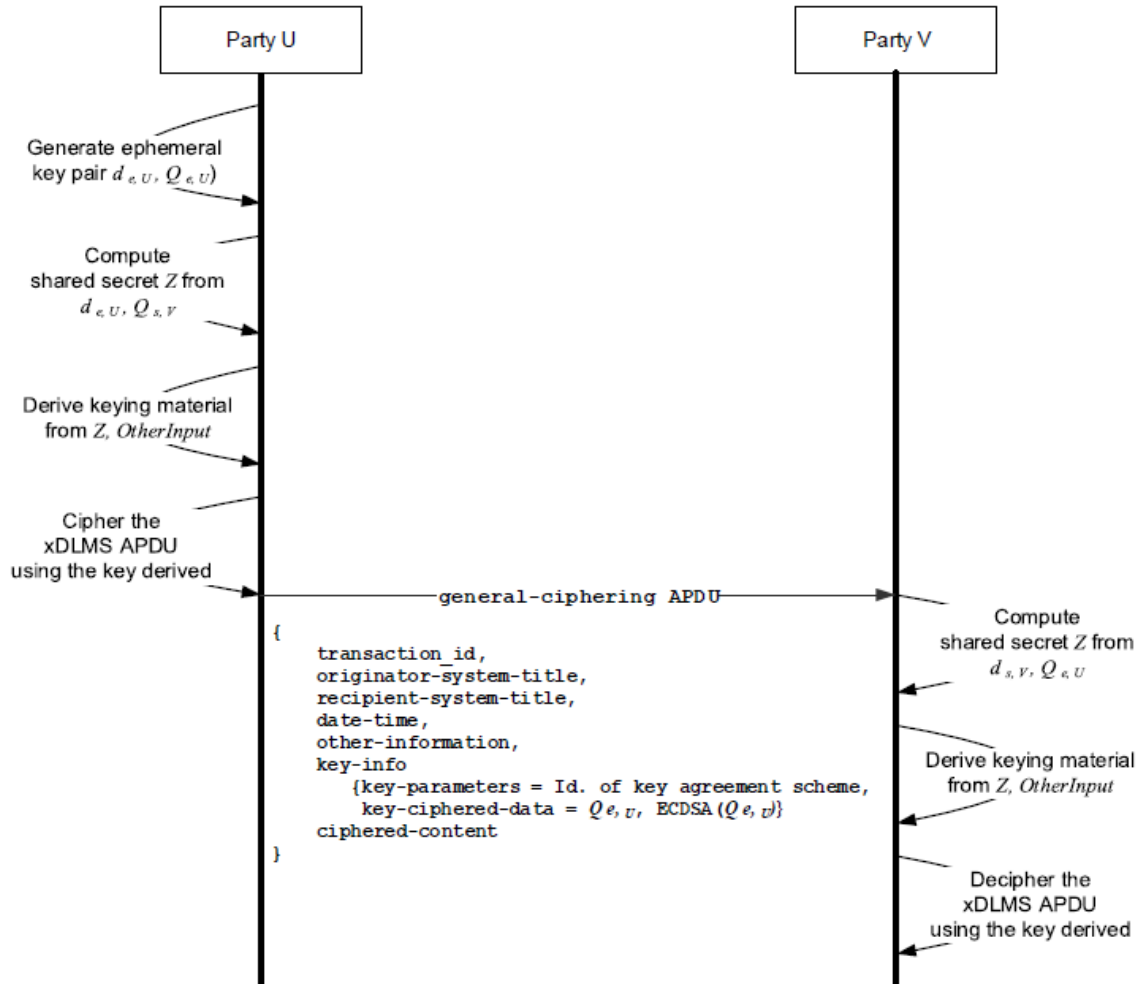 Party U
Party V
Generate ephemeral
key pair d e, U, Q e, U)
Compute
shared secret Z from
d e, U, Q s, V
Derive keying material
from Z, OtherInput
Cipher the
xDLMS APDU
using the key derived
general-ciphering APDU
{
transaction_id,
originator-system-title,
recipient-system-title,
date-time,
other-information,
key-info
{key-parameters = Id. of key agreement scheme,
key-ciphered-data = Q e, U, ECDSA(Q e, U)}
ciphered-content
}
Compute
shared secret Z from
d s, V, Q e, U
Derive keying material
from Z, OtherInput
Decipher the
xDLMS APDU
using the key derived